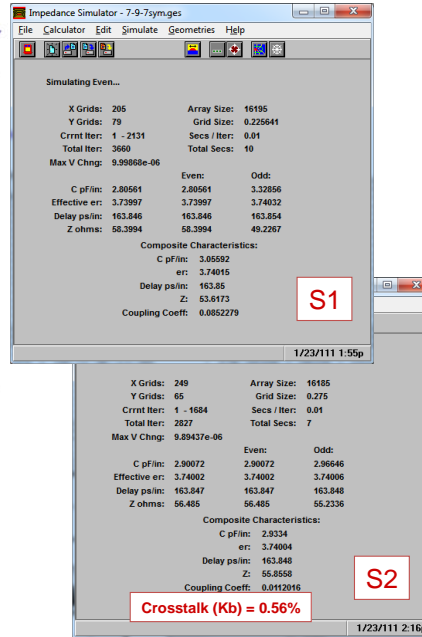 Impedance Simulator - 7-9-7sym.ges
File Calculator Edit Simulate Geometries Help
Simulating Even...
X Grids: 205 Array Size: 16195
Y Grids: 79 Grid Size: 0.225641
Crrnt Iter: 1 - 2131 Secs / Iter: 0.01
Total Iter: 3660 Total Secs: 10
Max V Chng: 9.99868e-06
Even: Odd:
C pF/in: 2.80561 2.80561 3.32856
Effective er: 3.73997 3.73997 3.74032
Delay ps/in: 163.846 163.846 163.854
Z ohms: 58.3994 58.3994 49.2267
Composite Characteristics:
C pF/in: 3.05592
er: 3.74015
Delay ps/in: 163.85
Z: 53.6173
Coupling Coeff: 0.0852279
S1
1/23/111 1:55p
X Grids: 249 Array Size: 16185
Y Grids: 65 Grid Size: 0.275
Crrnt Iter: 1 - 1684 Secs / Iter: 0.01
Total Iter: 2827 Total Secs: 7
Max V Chng: 9.89437e-06
Even: Odd:
C pF/in: 2.90072 2.90072 2.96646
Effective er: 3.74002 3.74002 3.74006
Delay ps/in: 163.847 163.847 163.848
Z ohms: 56.485 56.485 55.2336
Composite Characteristics:
C pF/in: 2.9334
er: 3.74004
Delay ps/in: 163.848
Z: 55.8558
Coupling Coeff: 0.0112016
S2
Crosstalk (Kb) = 0.56%
1/23/111 2:16p